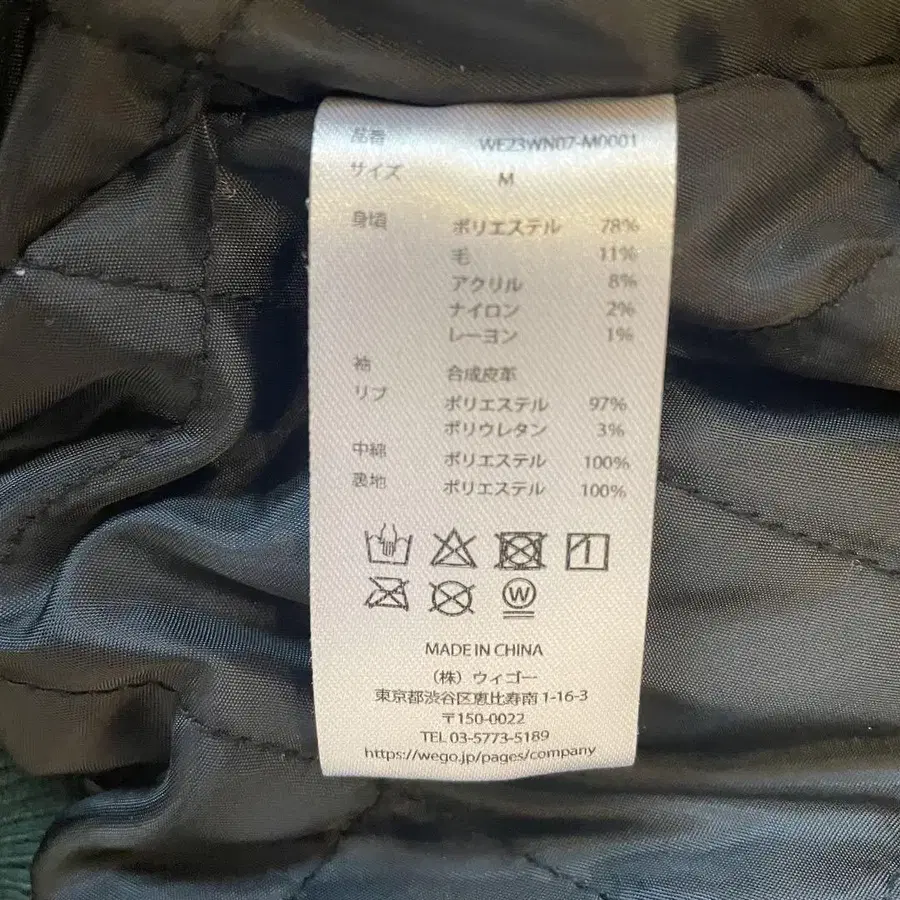 品番 WE23WN07-M0001
サイズ M
身頃 ポリエステル 78%
毛 11%
アクリル 8%
ナイロン 2%
レーヨン 1%
袖 合成皮革
リブ ポリエステル 97%
ポリウレタン 3%
中綿 ポリエステル 100%
裏地 ポリエステル 100%
W
MADE IN CHINA
（株）ウィゴー
東京都渋谷区恵比寿南 1-16-3
〒150-0022
TEL 03-5773-5189
https://wego.jp/pages/company